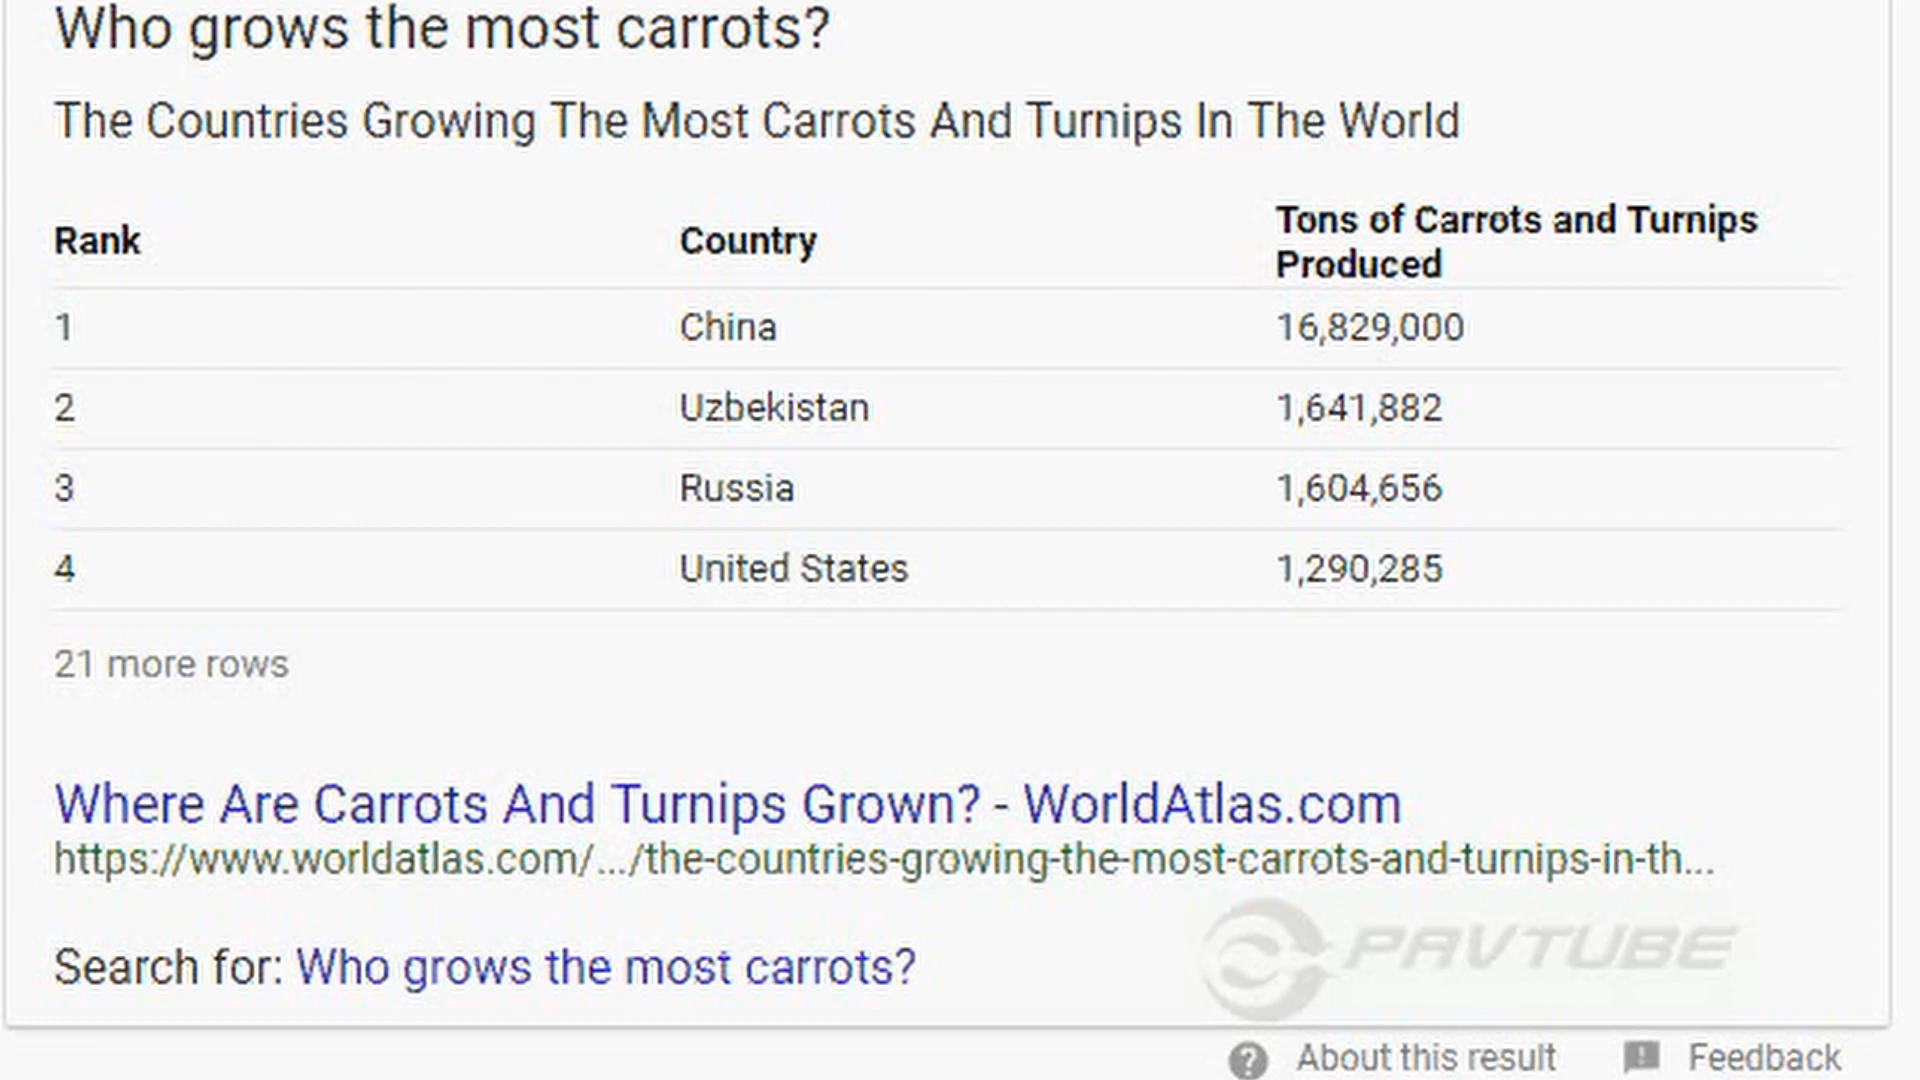 Who grows the most carrots?
The Countries Growing The Most Carrots And Turnips In The World
Rank Country Tons of Carrots and Turnips
Produced
1 China 16,829,000
2 Uzbekistan 1,641,882
3 Russia 1,604,656
4 United States 1,290,285
21 more rows
Where Are Carrots And Turnips Grown? - WorldAtlas.com
https://www.worldatlas.com/.../the-countries-growing-the-most-carrots-and-turnips-in-th...
PAVTUBE
Search for: Who grows the most carrots?
About this result Feedback